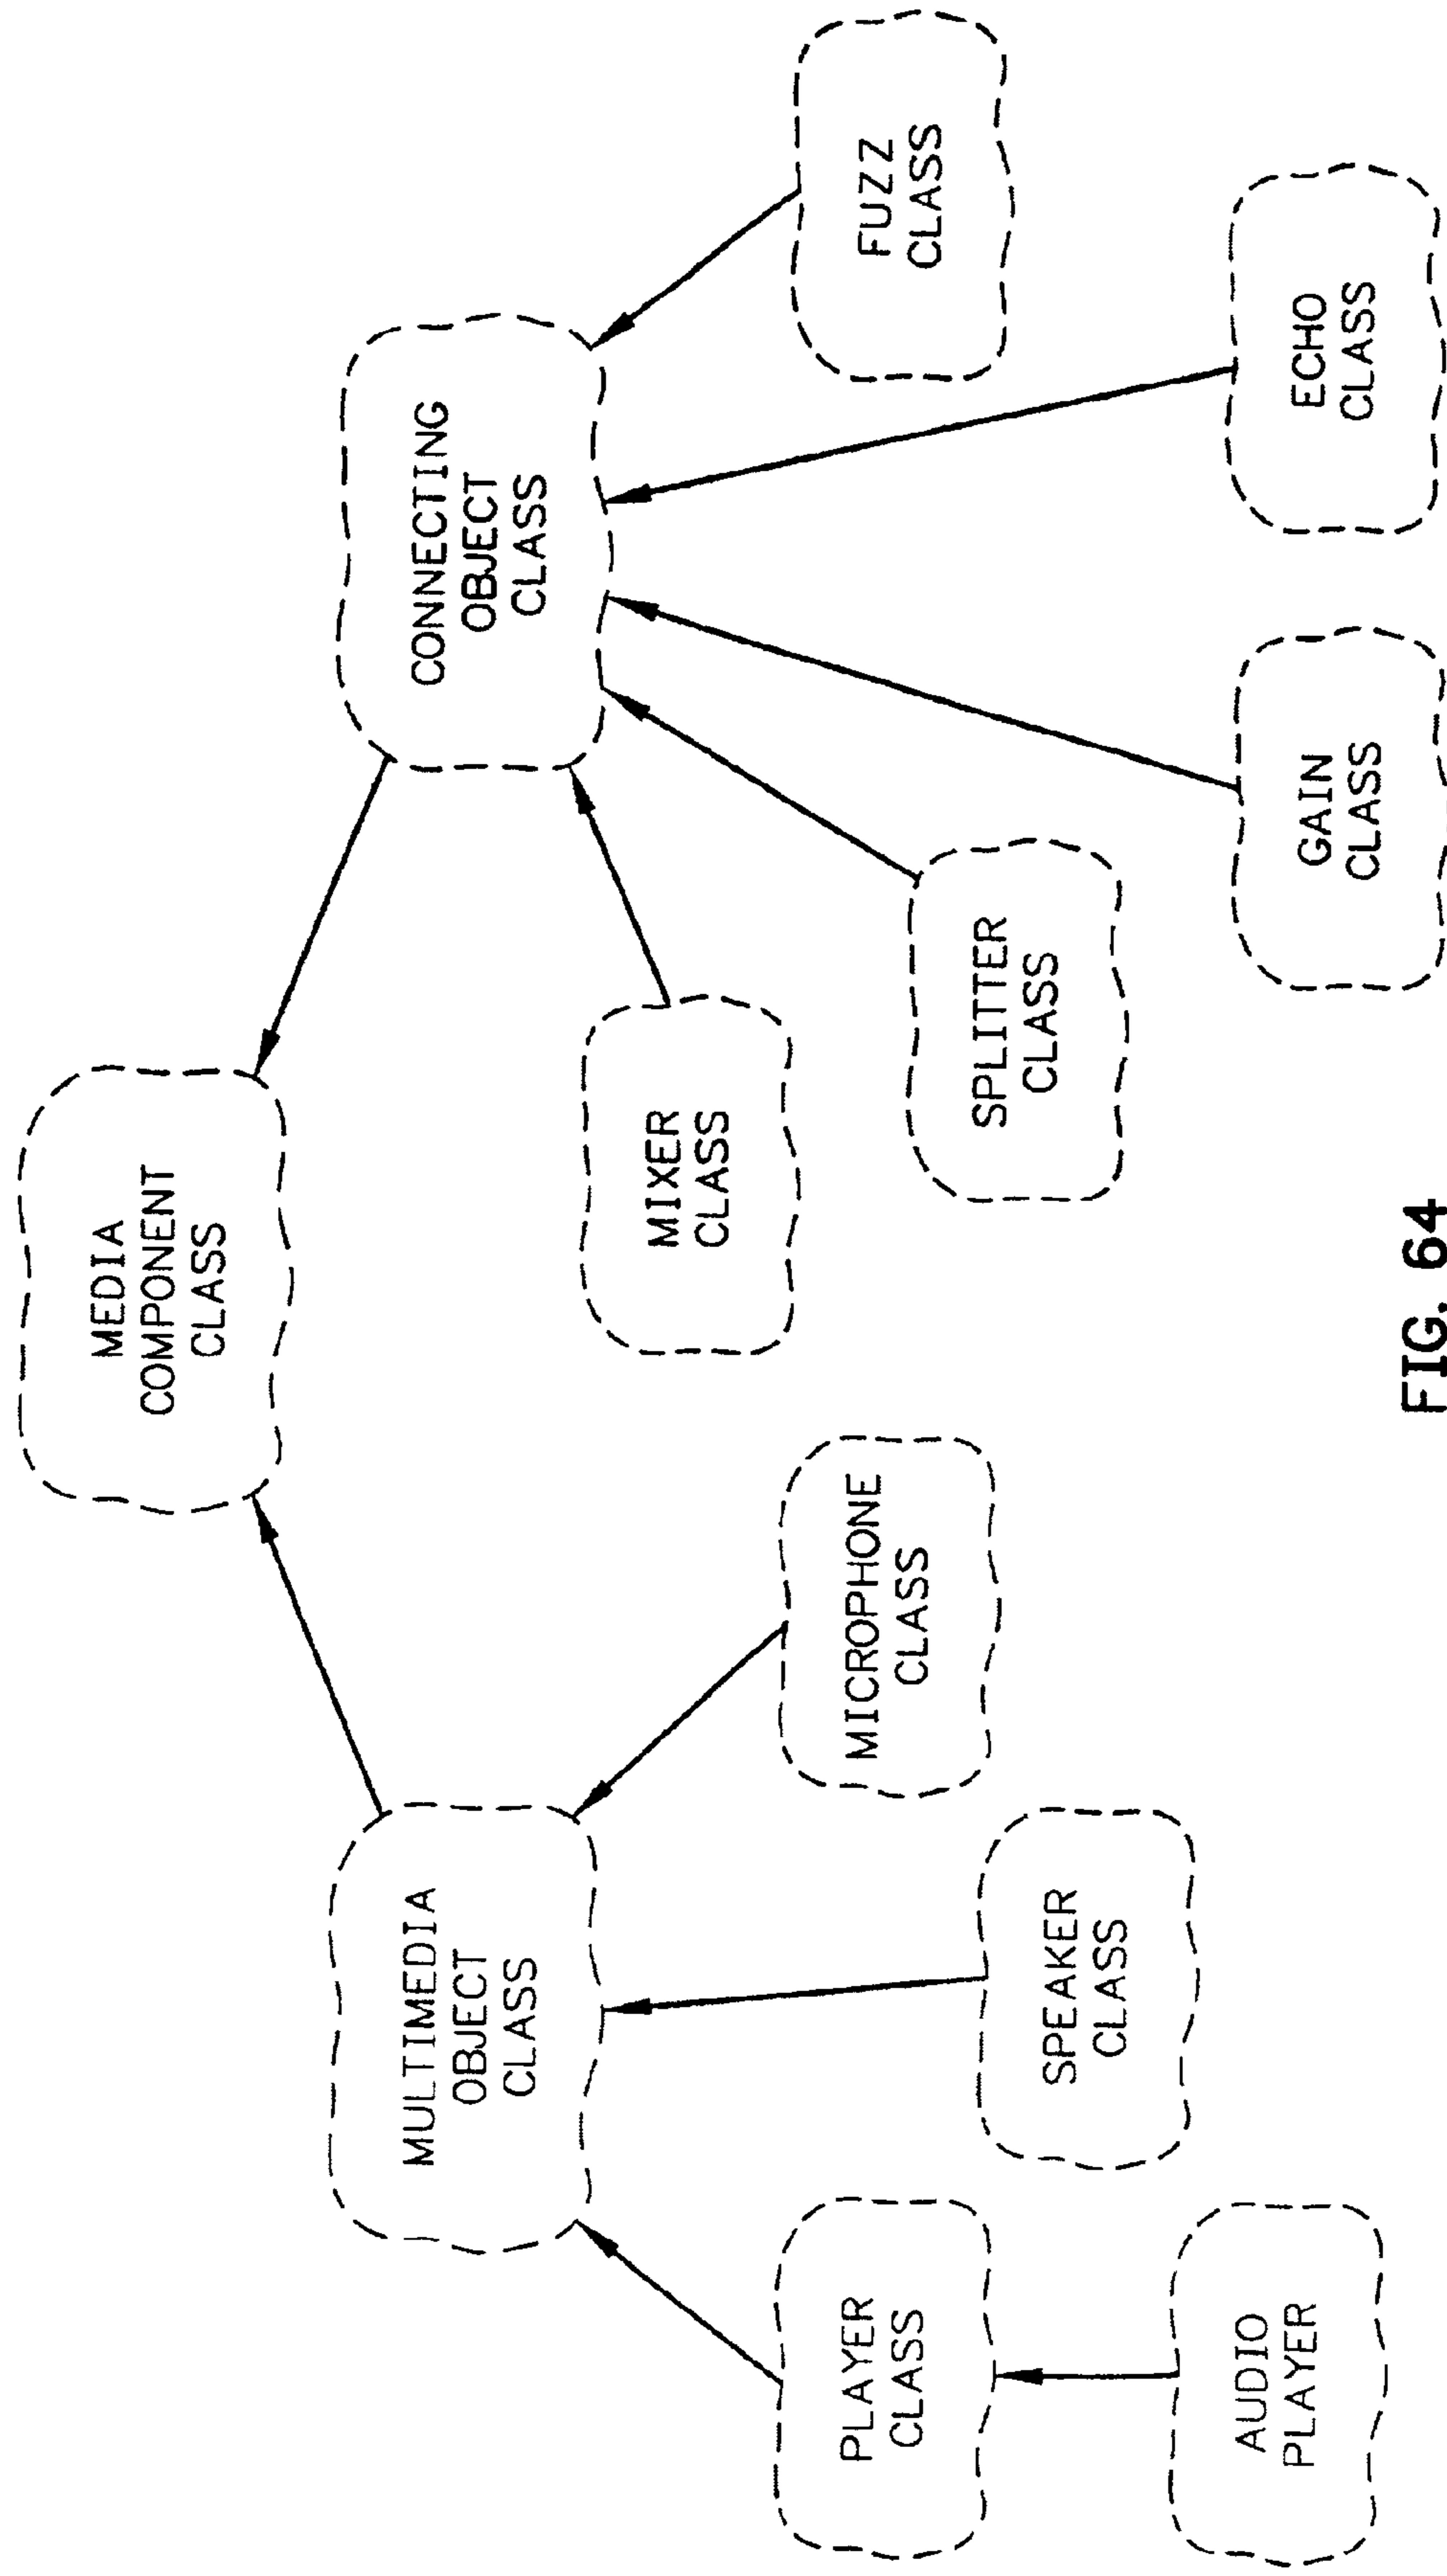 MEDIA
COMPONENT
CLASS
MULTIMEDIA
OBJECT
CLASS
CONNECTING
OBJECT
CLASS
PLAYER
CLASS
SPEAKER
CLASS
MICROPHONE
CLASS
MIXER
CLASS
SPLITTER
CLASS
FUZZ
CLASS
AUDIO
PLAYER
GAIN
CLASS
ECHO
CLASS
FIG. 64